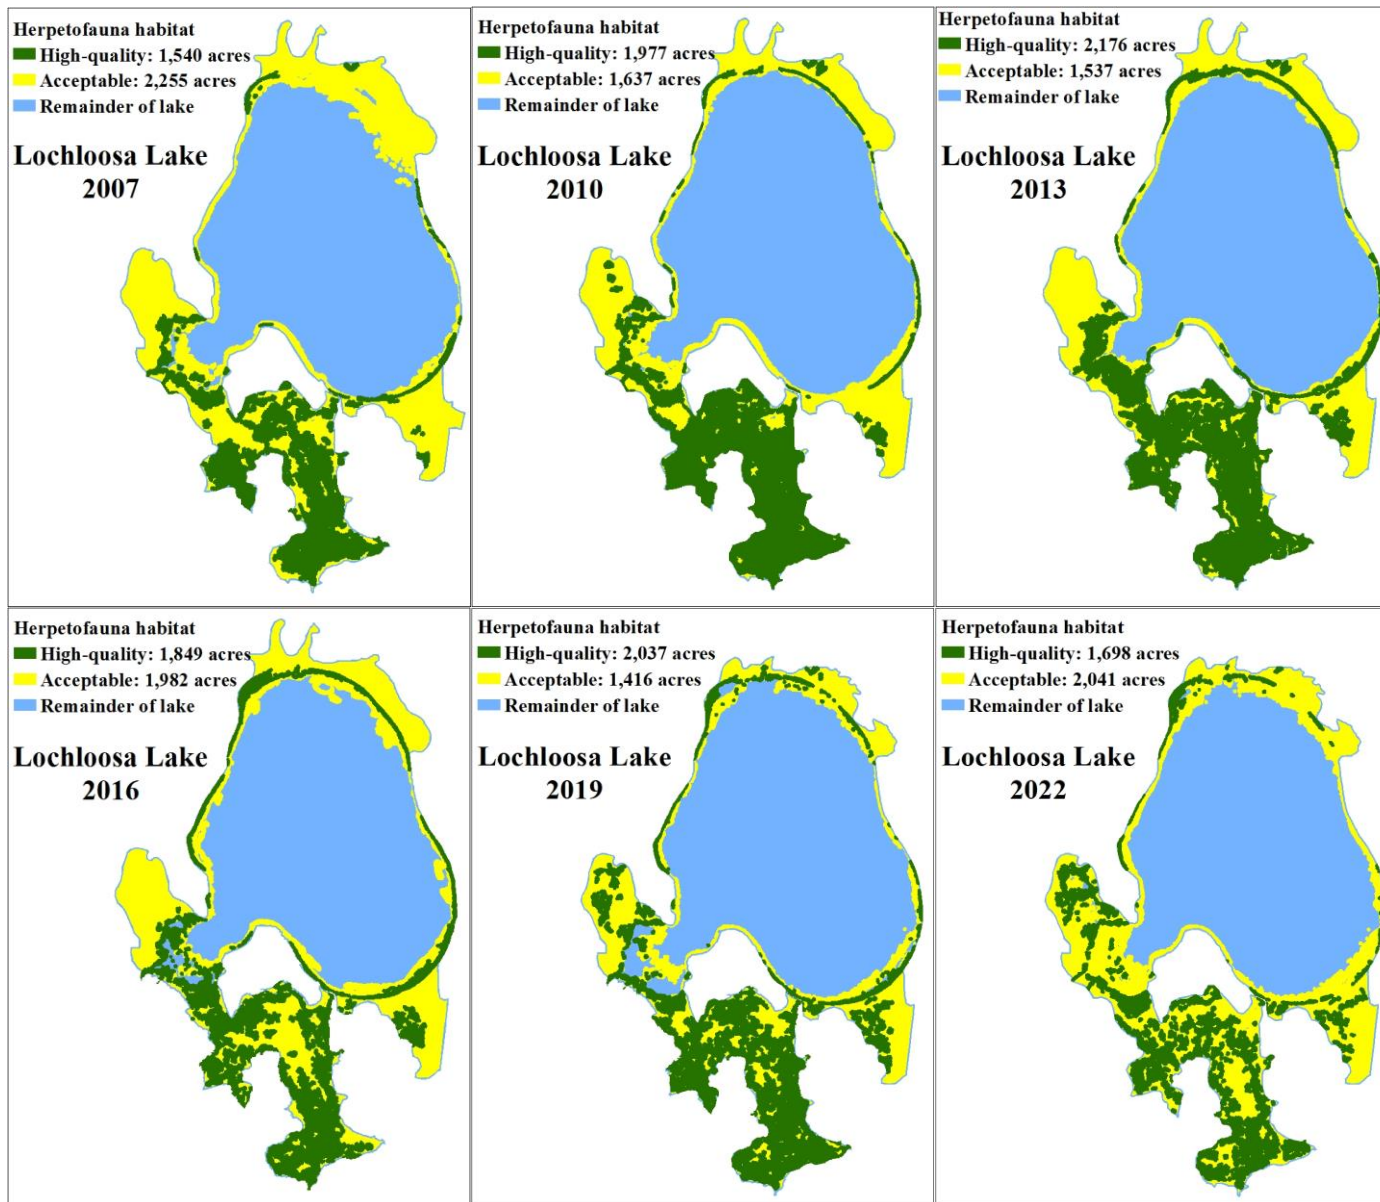 Herpetofauna habitat
High-quality: 1,540 acres
Acceptable: 2,255 acres
Remainder of lake
Lochloosa Lake
2007
Herpetofauna habitat
High-quality: 1,977 acres
Acceptable: 1,637 acres
Remainder of lake
Lochloosa Lake
2010
Herpetofauna habitat
High-quality: 2,176 acres
Acceptable: 1,537 acres
Remainder of lake
Lochloosa Lake
2013
Herpetofauna habitat
High-quality: 1,849 acres
Acceptable: 1,982 acres
Remainder of lake
Lochloosa Lake
2016
Herpetofauna habitat
High-quality: 2,037 acres
Acceptable: 1,416 acres
Remainder of lake
Lochloosa Lake
2019
Herpetofauna habitat
High-quality: 1,698 acres
Acceptable: 2,041 acres
Remainder of lake
Lochloosa Lake
2022